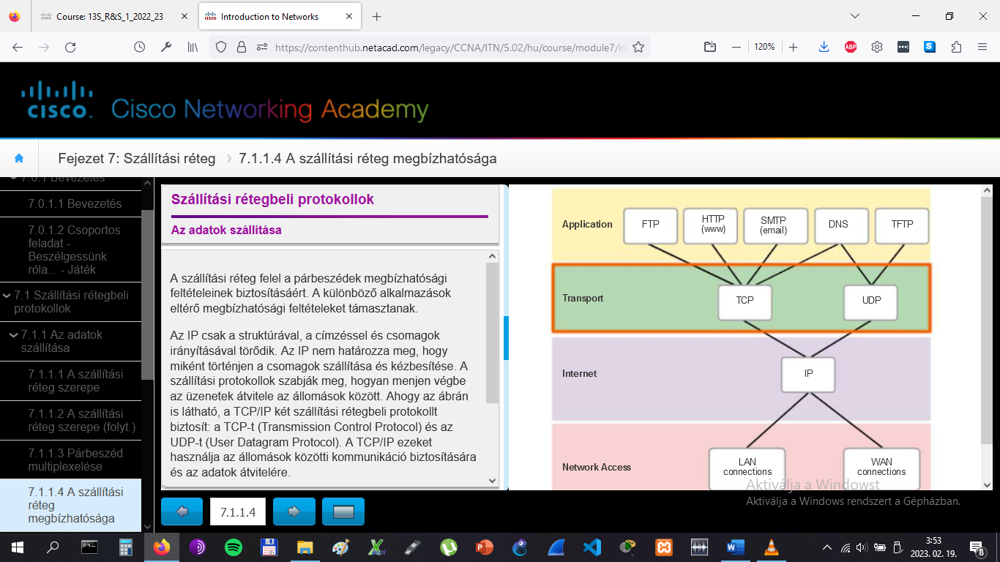 Course: 13S_R&S_1_2022_23
Introduction to Networks
https://contenthub.netacad.com/legacy/CCNA/ITN/5.02/hu/course/module7/in
120%
ABP
S
CISCO
Cisco Networking Academy
Fejezet 7: Szállítási réteg
7.1.1.4 A szállítási réteg megbízhatósága
7.0.1 Bevezetés
7.0.1.1 Bevezetés
7.0.1.2 Csoportos
feladat -
Beszélgessünk
róla... - Játék
7.1 Szállítási rétegbeli
protokollok
7.1.1 Az adatok
szállítása
7.1.1.1 A szállítási
réteg szerepe
7.1.1.2 A szállítási
réteg szerepe (folyt.)
7.1.1.3 Párbeszéd
multiplexelése
7.1.1.4 A szállítási
réteg
megbízhatósága
Szállítási rétegbeli protokollok
Az adatok szállítása
A szállítási réteg felel a párbeszédek megbízhatósági
feltételeinek biztosításáért. A különböző alkalmazások
eltérő megbízhatósági feltételeket támasztanak.
Az IP csak a struktúrával, a címzéssel és csomagok
irányításával törődik. Az IP nem határozza meg, hogy
miként történjen a csomagok szállítása és kézbesítése. A
szállítási protokollok szabják meg, hogyan menjen végbe
az üzenetek átvitele az állomások között. Ahogy az ábrán
is látható, a TCP/IP két szállítási rétegbeli protokollt
biztosít: a TCP-t (Transmission Control Protocol) és az
UDP-t (User Datagram Protocol). A TCP/IP ezeket
használja az állomások közötti kommunikáció biztosítására
és az adatok átvitelére.
7.1.1.4
Application
FTP
HTTP
(www)
SMTP
(email)
DNS
TFTP
Transport
TCP
UDP
Internet
IP
Network Access
LAN
connections
WAN
connections
Aktiválja a Windowst
Aktiválja a Windows rendszert a Gépházban.
3:53
2023. 02. 19.
8